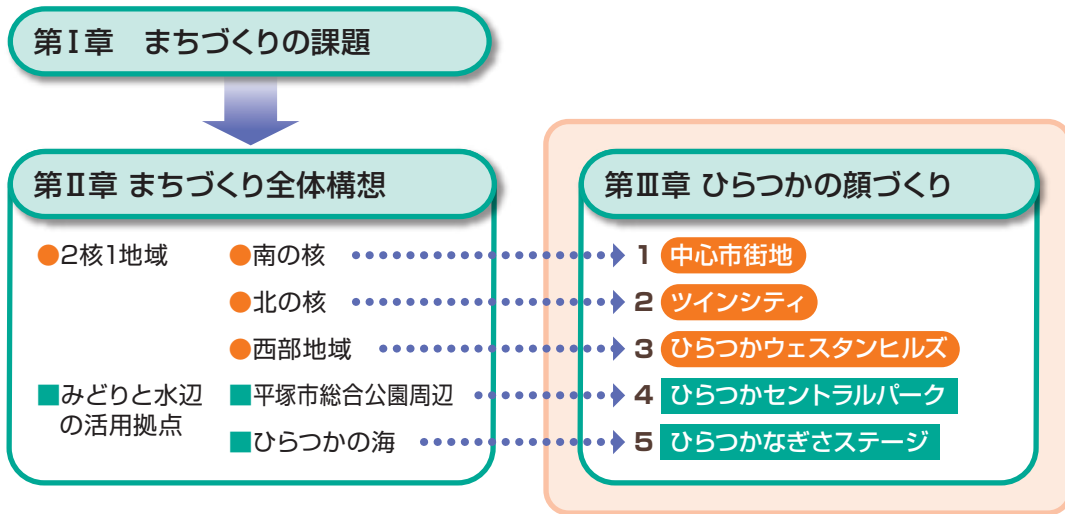 第Ⅰ章　まちづくりの課題
第Ⅱ章 まちづくり全体構想
●2核1地域
●南の核
●北の核
●西部地域
■みどりと水辺
の活用拠点
■平塚市総合公園周辺
■ひらつかの海
第Ⅲ章 ひらつかの顔づくり
1 中心市街地
2 ツインシティ
3 ひらつかウェスタンヒルズ
4 ひらつかセントラルパーク
5 ひらつかなぎさステージ